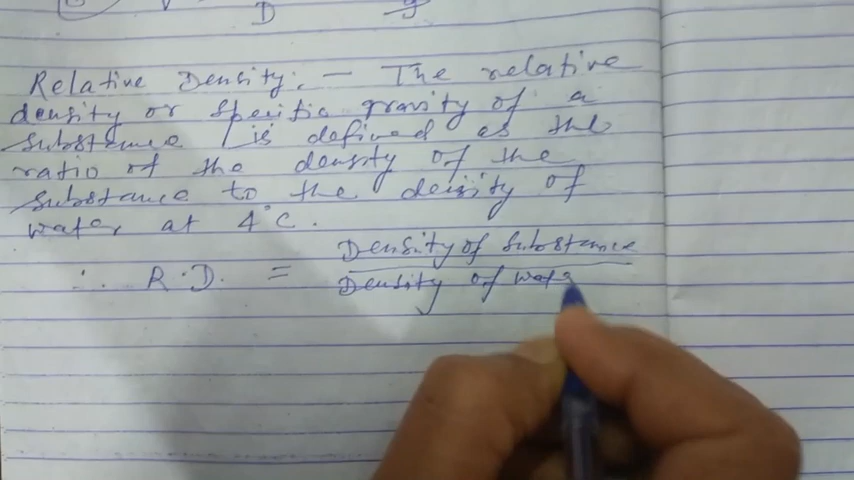 D
Relative Density :- The relative
density or specific gravity of a
substance is defined as the
ratio of the density of the
substance to the density of
water at 4°C.
∴ R.D. = Density of substance
Density of wate